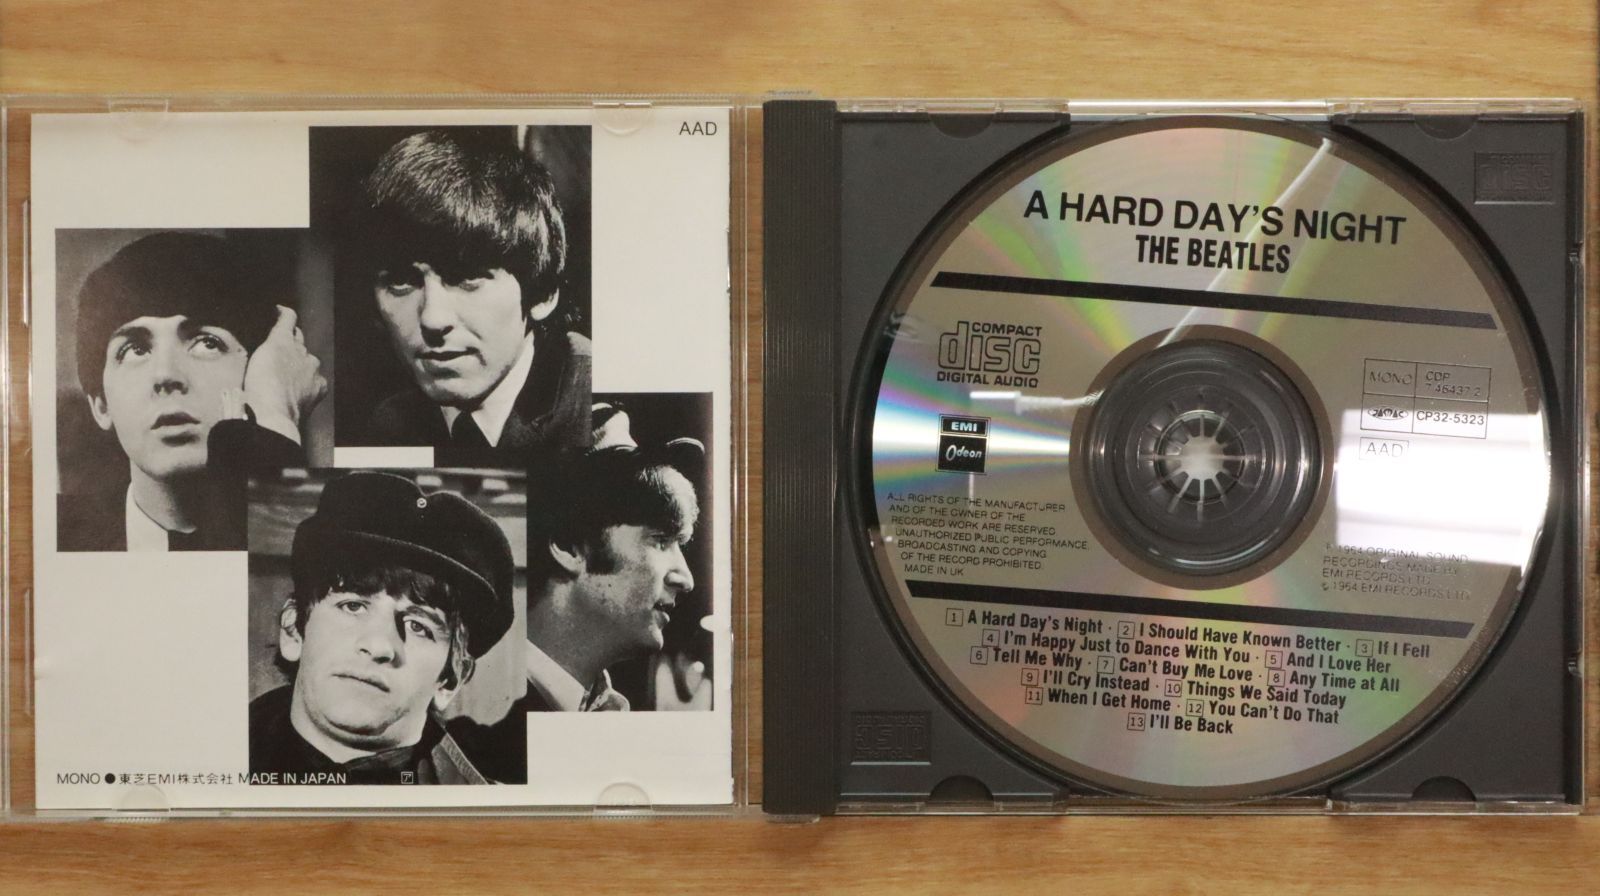 AAD
MONO ● 東芝EMI株式会社 MADE IN JAPAN ア
A HARD DAY'S NIGHT
THE BEATLES
COMPACT
disc
DIGITAL AUDIO
EMI
Odeon
MONO CDP 7 46437 2
JASRAC CP32-5323
AAD
ALL RIGHTS OF THE MANUFACTURER
AND OF THE OWNER OF THE
RECORDED WORK ARE RESERVED.
UNAUTHORIZED PUBLIC PERFORMANCE,
BROADCASTING AND COPYING
OF THE RECORD PROHIBITED.
MADE IN UK
℗ 1964 ORIGINAL SOUND
RECORDINGS MADE BY
EMI RECORDS LTD.
© 1964 EMI RECORDS LTD.
1 A Hard Day's Night · 2 I Should Have Known Better · 3 If I Fell
4 I'm Happy Just to Dance With You · 5 And I Love Her
6 Tell Me Why · 7 Can't Buy Me Love · 8 Any Time at All
9 I'll Cry Instead · 10 Things We Said Today
11 When I Get Home · 12 You Can't Do That
13 I'll Be Back